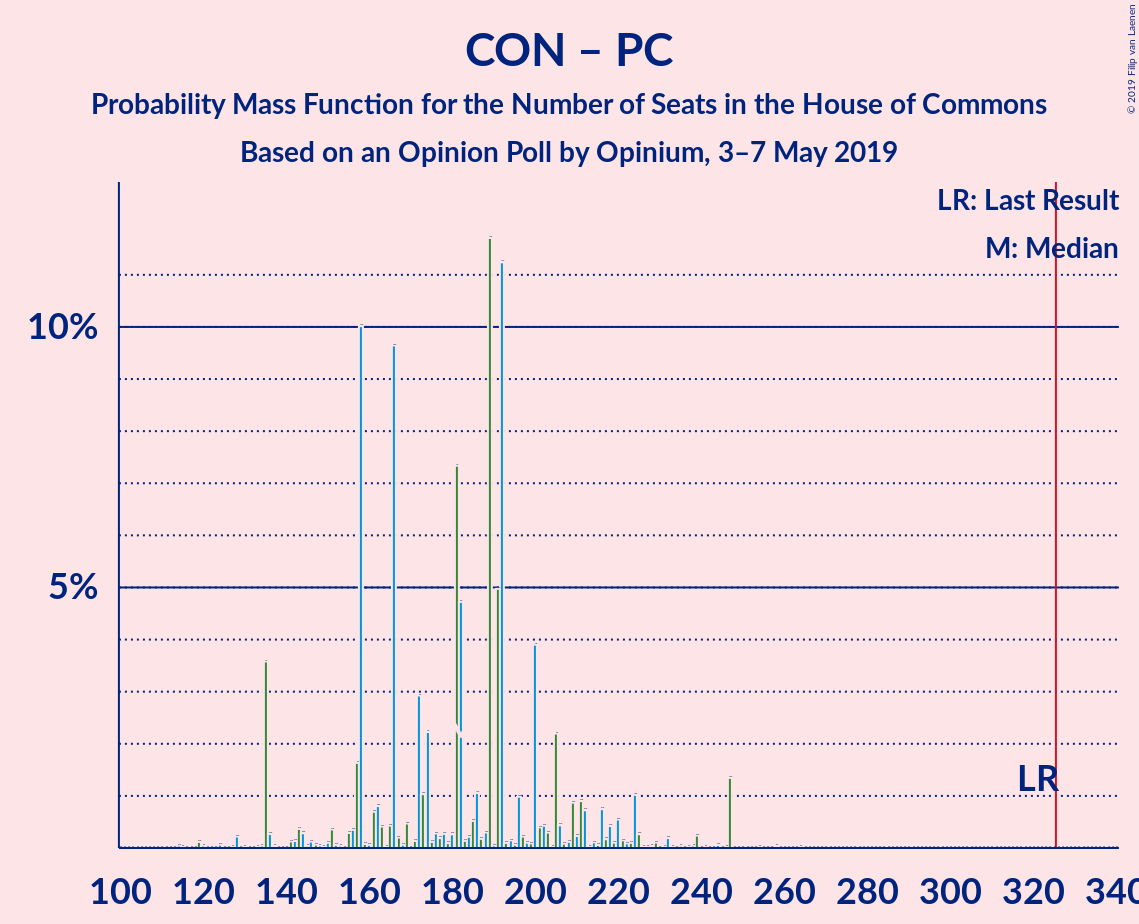 CON – PC
Probability Mass Function for the Number of Seats in the House of Commons
Based on an Opinion Poll by Opinium, 3–7 May 2019
© 2019 Filip van Laenen
LR: Last Result
M: Median
10%
5%
LR
100 120 140 160 180 200 220 240 260 280 300 320 340